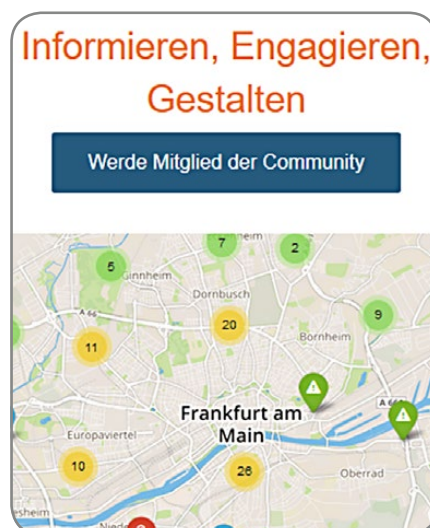 Informieren, Engagieren,
Gestalten
Werde Mitglied der Community
7
2
5
Ginnheim
Dornbusch
9
A 66
20
11
Bornheim
Frankfurt am
Main
Europaviertel
10
26
Oberrad